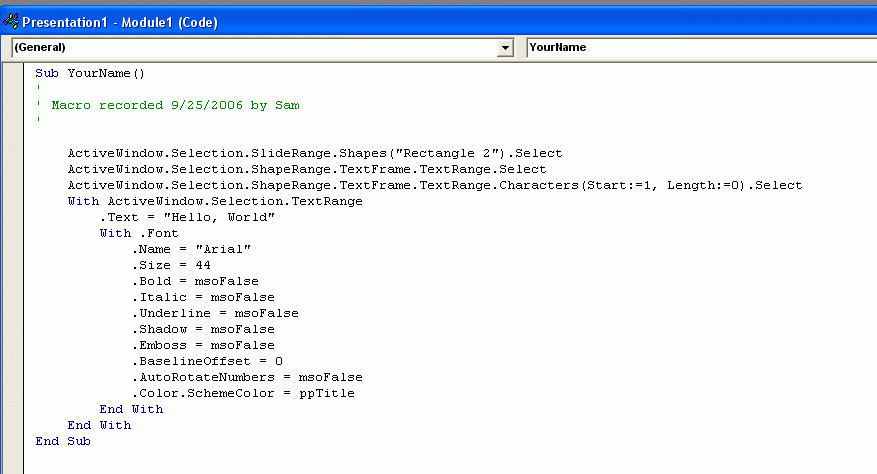 Presentation1 - Module1 (Code)
(General) YourName
Sub YourName()
'
' Macro recorded 9/25/2006 by Sam
'
ActiveWindow.Selection.SlideRange.Shapes("Rectangle 2").Select
ActiveWindow.Selection.ShapeRange.TextFrame.TextRange.Select
ActiveWindow.Selection.ShapeRange.TextFrame.TextRange.Characters(Start:=1, Length:=0).Select
With ActiveWindow.Selection.TextRange
.Text = "Hello, World"
With .Font
.Name = "Arial"
.Size = 44
.Bold = msoFalse
.Italic = msoFalse
.Underline = msoFalse
.Shadow = msoFalse
.Emboss = msoFalse
.BaselineOffset = 0
.AutoRotateNumbers = msoFalse
.Color.SchemeColor = ppTitle
End With
End With
End Sub